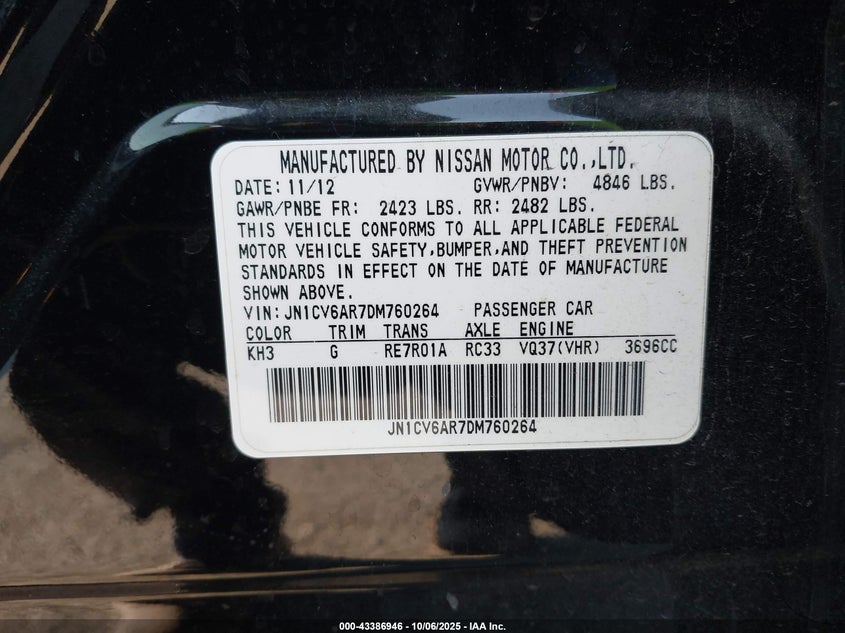 MANUFACTURED BY NISSAN MOTOR CO.,LTD.
DATE: 11/12 GVWR/PNBV: 4846 LBS.
GAWR/PNBE FR: 2423 LBS. RR: 2482 LBS.
THIS VEHICLE CONFORMS TO ALL APPLICABLE FEDERAL
MOTOR VEHICLE SAFETY,BUMPER,AND THEFT PREVENTION
STANDARDS IN EFFECT ON THE DATE OF MANUFACTURE
SHOWN ABOVE.
VIN:JN1CV6AR7DM760264 PASSENGER CAR
COLOR TRIM TRANS AXLE ENGINE
KH3 G RE7R01A RC33 VQ37(VHR) 3696CC
JN1CV6AR7DM760264
000-43386946 - 10/06/2025 - IAA Inc.